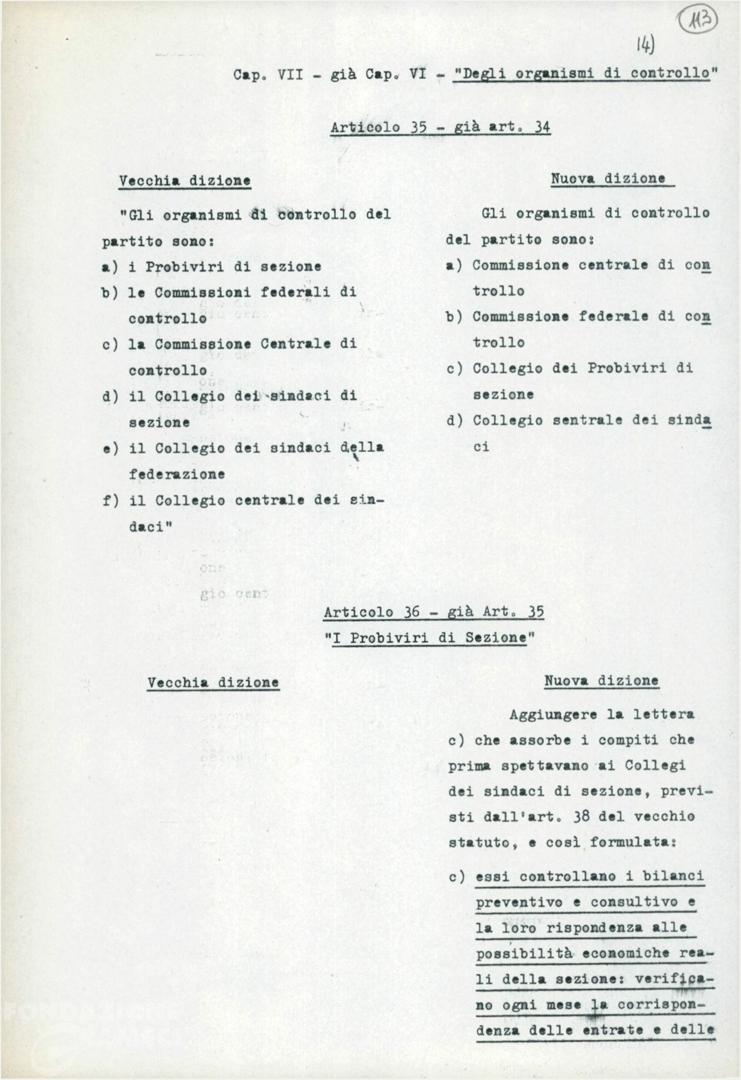 113
14)
Cap. VII - già Cap. VI - "Degli organismi di controllo"
Articolo 35 - già art. 34
Vecchia dizione
"Gli organismi di controllo del
partito sono:
a) i Probiviri di sezione
b) le Commissioni federali di
controllo
c) la Commissione Centrale di
controllo
d) il Collegio dei sindaci di
sezione
e) il Collegio dei sindaci della
federazione
f) il Collegio centrale dei sin-
daci"
Nuova dizione
Gli organismi di controllo
del partito sono:
a) Commissione centrale di con
trollo
b) Commissione federale di con
trollo
c) Collegio dei Probiviri di
sezione
d) Collegio sentrale dei sinda
ci
Articolo 36 - già Art. 35
"I Probiviri di Sezione"
Vecchia dizione
Nuova dizione
Aggiungere la lettera
c) che assorbe i compiti che
prima spettavano ai Collegi
dei sindaci di sezione, previ-
sti dall'art. 38 del vecchio
statuto, e così formulata:
c) essi controllano i bilanci
preventivo e consultivo e
la loro rispondenza alle
possibilità economiche rea-
li della sezione: verifica-
no ogni mese la corrispon-
denza delle entrate e delle